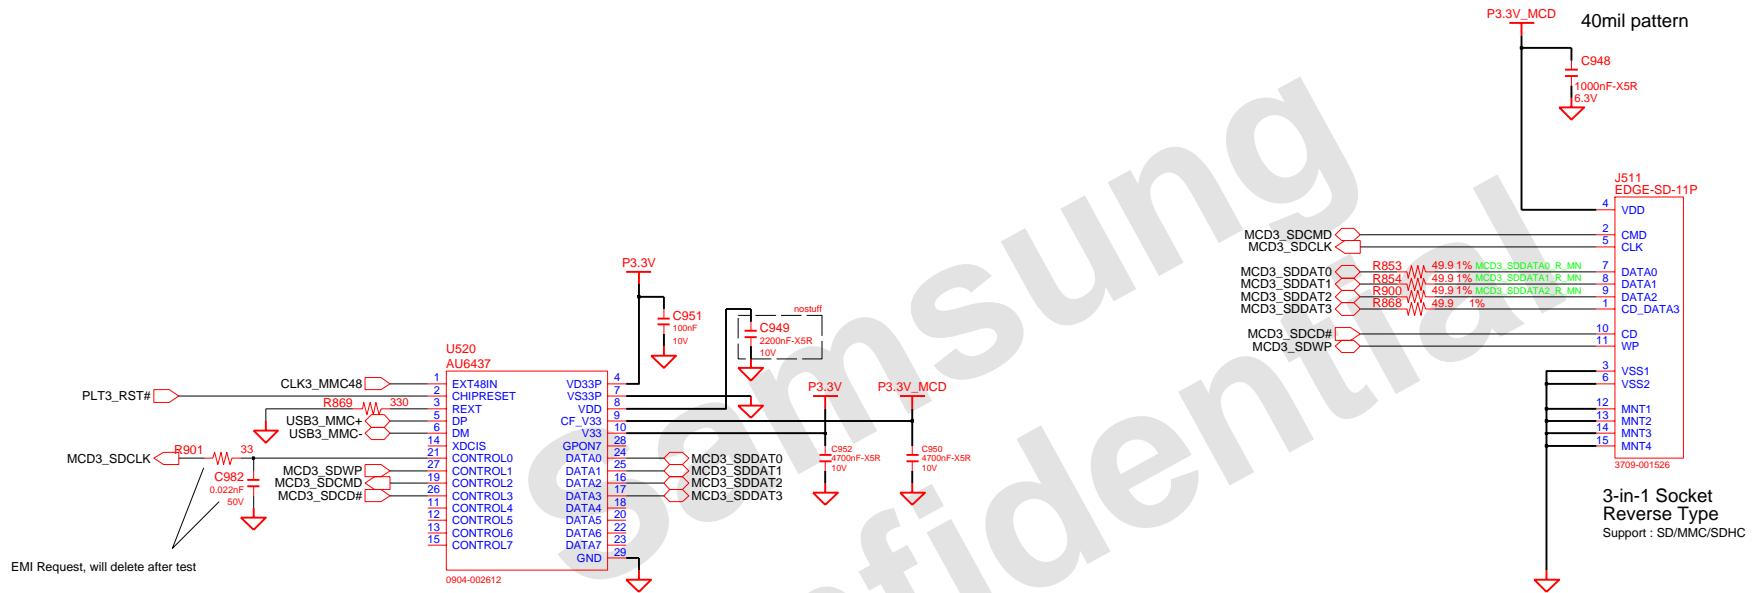 P3.3V_MCD
40mil pattern
C948
1000nF-X5R
6.3V
J511
EDGE-SD-11P
4 VDD
MCD3_SDCMD 2 CMD
MCD3_SDCLK 5 CLK
MCD3_SDDAT0 R853 49.9 1% MCD3_SDDATA0_R_MN 7 DATA0
MCD3_SDDAT1 R854 49.9 1% MCD3_SDDATA1_R_MN 8 DATA1
MCD3_SDDAT2 R900 49.9 1% MCD3_SDDATA2_R_MN 9 DATA2
MCD3_SDDAT3 R868 49.9 1% 1 CD_DATA3
MCD3_SDCD# 10 CD
MCD3_SDWP 11 WP
3 VSS1
6 VSS2
12 MNT1
13 MNT2
14 MNT3
15 MNT4
3709-001526
3-in-1 Socket
Reverse Type
Support : SD/MMC/SDHC
P3.3V
C951
100nF
10V
nostuff
C949
2200nF-X5R
10V
U520
AU6437
CLK3_MMC48 1 EXT48IN VD33P 4
PLT3_RST# 2 CHIPRESET VS33P 7
R869 330 3 REXT VDD 8
USB3_MMC+ 5 DP CF_V33 9
USB3_MMC- 6 DM V33 10
14 XDCIS GPON7 28
MCD3_SDCLK R901 33 21 CONTROL0 DATA0 24 MCD3_SDDAT0
MCD3_SDWP 27 CONTROL1 DATA1 25 MCD3_SDDAT1
MCD3_SDCMD 19 CONTROL2 DATA2 16 MCD3_SDDAT2
MCD3_SDCD# 26 CONTROL3 DATA3 17 MCD3_SDDAT3
11 CONTROL4 DATA4 18
12 CONTROL5 DATA5 20
13 CONTROL6 DATA6 22
15 CONTROL7 DATA7 23
GND 29
0904-002612
C982
0.022nF
50V
EMI Request, will delete after test
P3.3V
C952
4700nF-X5R
10V
P3.3V_MCD
C950
4700nF-X5R
10V
Samsung
Confidential